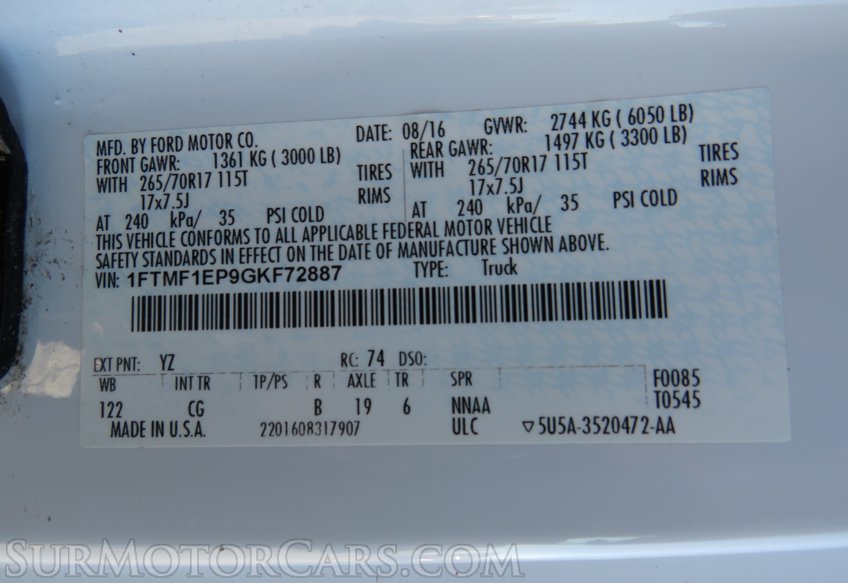 MFD. BY FORD MOTOR CO. DATE: 08/16 GVWR: 2744 KG ( 6050 LB)
FRONT GAWR: 1361 KG ( 3000 LB) REAR GAWR: 1497 KG ( 3300 LB)
WITH 265/70R17 115T TIRES WITH 265/70R17 115T TIRES
17x7.5J RIMS 17x7.5J RIMS
AT 240 kPa/ 35 PSI COLD AT 240 kPa/ 35 PSI COLD
THIS VEHICLE CONFORMS TO ALL APPLICABLE FEDERAL MOTOR VEHICLE
SAFETY STANDARDS IN EFFECT ON THE DATE OF MANUFACTURE SHOWN ABOVE.
VIN: 1FTMF1EP9GKF72887 TYPE: Truck
EXT PNT: YZ RC: 74 DSO:
WB INT TR TP/PS R AXLE TR SPR F0085
122 CG B 19 6 NNAA T0545
MADE IN U.S.A. 2201608317907 ULC ▽5U5A-3520472-AA
SURMOTORCARS.COM